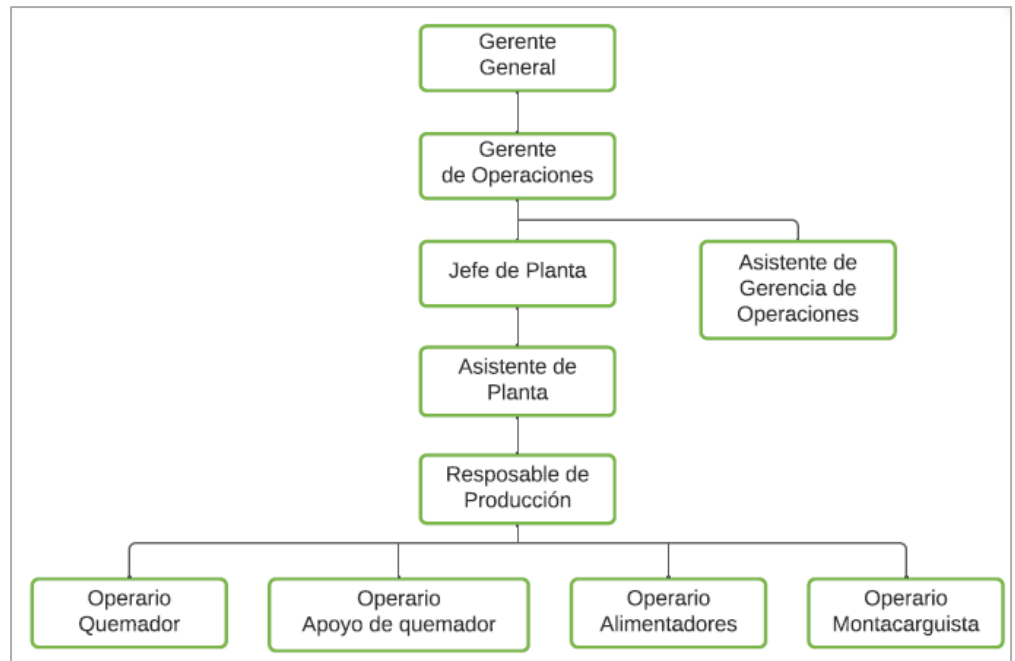 Gerente
General
Gerente
de Operaciones
Jefe de Planta
Asistente de
Gerencia de
Operaciones
Asistente de
Planta
Resposable de
Producción
Operario
Quemador
Operario
Apoyo de quemador
Operario
Alimentadores
Operario
Montacarguista